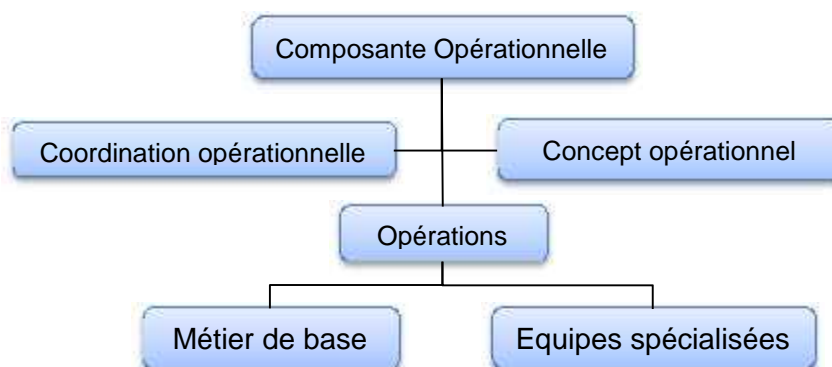 Composante Opérationnelle
Coordination opérationnelle
Concept opérationnel
Opérations
Métier de base
Equipes spécialisées